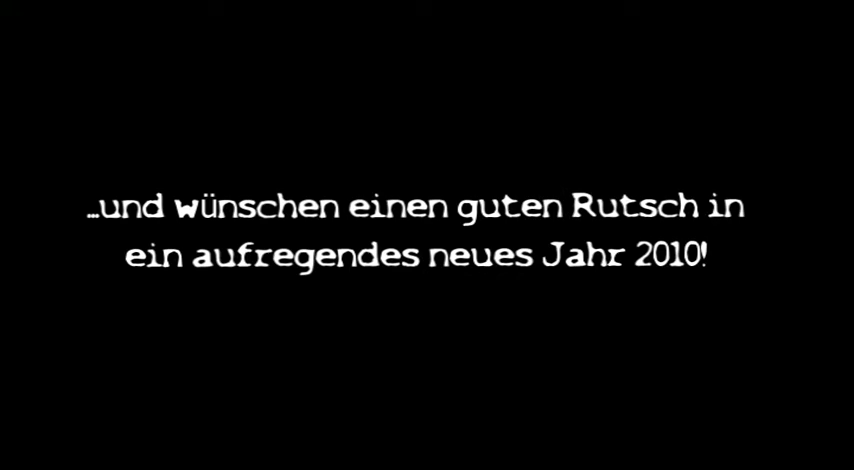 ...und wünschen einen guten Rutsch in
ein aufregendes neues Jahr 2010!